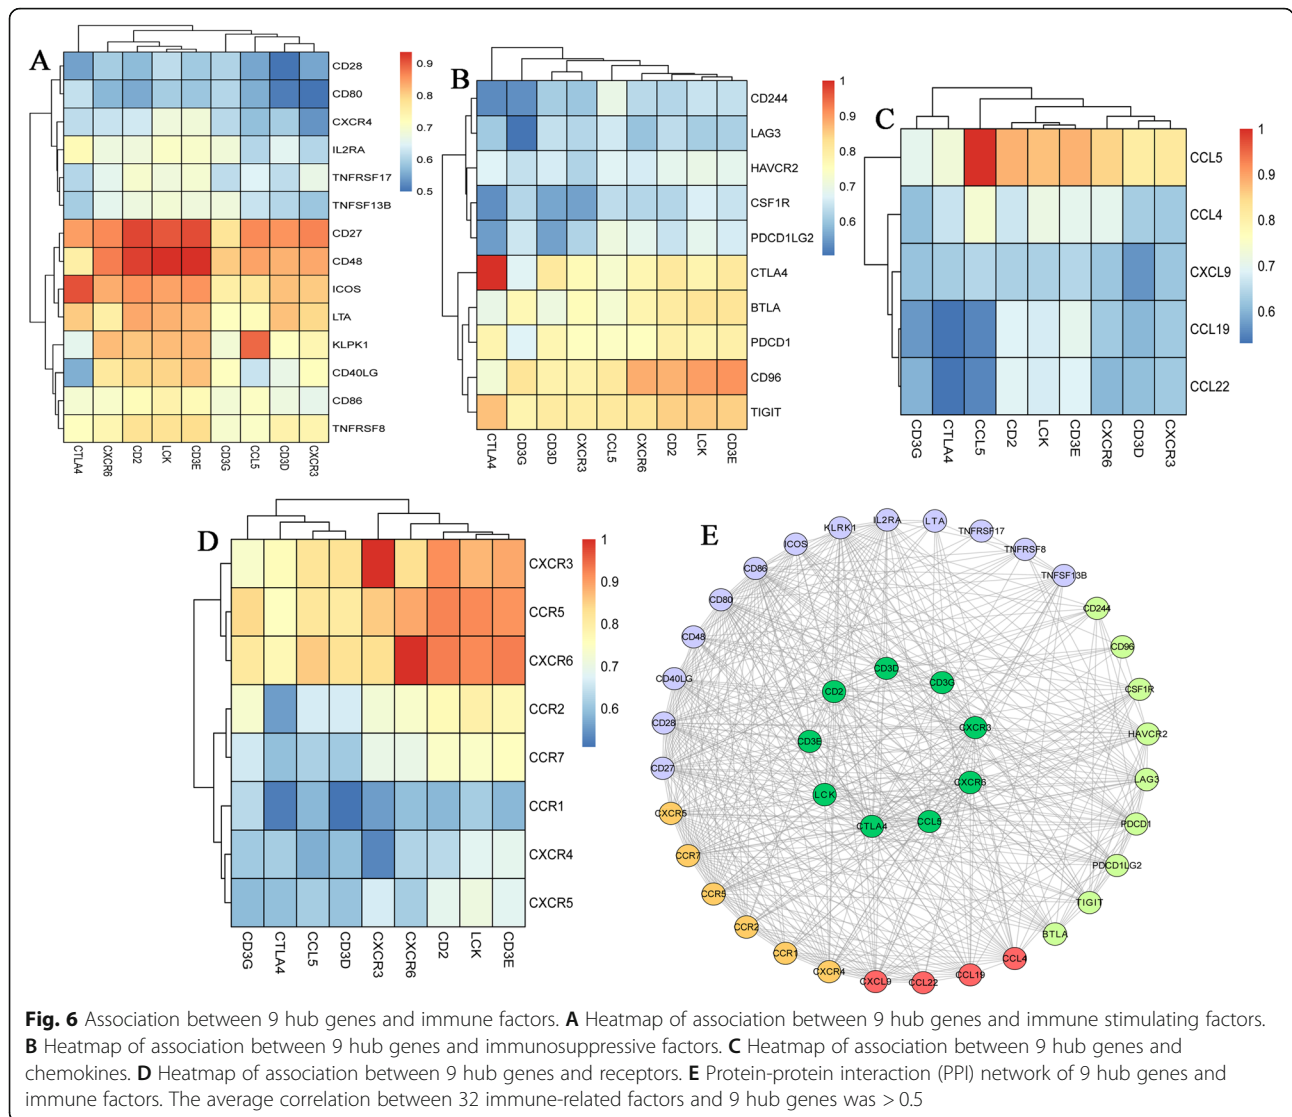 A
CD28
CD80
CXCR4
IL2RA
TNFRSF17
TNFSF13B
CD27
CD48
ICOS
LTA
KLPK1
CD40LG
CD86
TNFRSF8
CTLA4 CXCR6 CD2 LCK CD3E CD3G CCL5 CD3D CXCR3
0.9
0.8
0.7
0.6
0.5
B
CD244
LAG3
HAVCR2
CSF1R
PDCD1LG2
CTLA4
BTLA
PDCD1
CD96
TIGIT
CTLA4 CD3G CD3D CXCR3 CCL5 CXCR6 CD2 LCK CD3E
1
0.9
0.8
0.7
0.6
C
CCL5
CCL4
CXCL9
CCL19
CCL22
CD3G CTLA4 CCL5 CD2 LCK CD3E CXCR6 CD3D CXCR3
1
0.9
0.8
0.7
0.6
D
CXCR3
CCR5
CXCR6
CCR2
CCR7
CCR1
CXCR4
CXCR5
CD3G CTLA4 CCL5 CD3D CXCR3 CXCR6 CD2 LCK CD3E
1
0.9
0.8
0.7
0.6
E
IL2RA
LTA
KLRK1
TNFRSF17
ICOS
TNFRSF8
CD86
TNFSF13B
CD80
CD244
CD48
CD96
CD3D
CD40LG
CD3G
CSF1R
CD2
CD28
CXCR3
HAVCR2
CD3E
CD27
CXCR6
LAG3
LCK
CXCR5
CTLA4
CCL5
PDCD1
CCR7
PDCD1LG2
CCR5
TIGIT
CCR2
BTLA
CCR1
CCL4
CXCR4
CXCL9
CCL22
CCL19
Fig. 6 Association between 9 hub genes and immune factors. A Heatmap of association between 9 hub genes and immune stimulating factors.
B Heatmap of association between 9 hub genes and immunosuppressive factors. C Heatmap of association between 9 hub genes and
chemokines. D Heatmap of association between 9 hub genes and receptors. E Protein-protein interaction (PPI) network of 9 hub genes and
immune factors. The average correlation between 32 immune-related factors and 9 hub genes was > 0.5